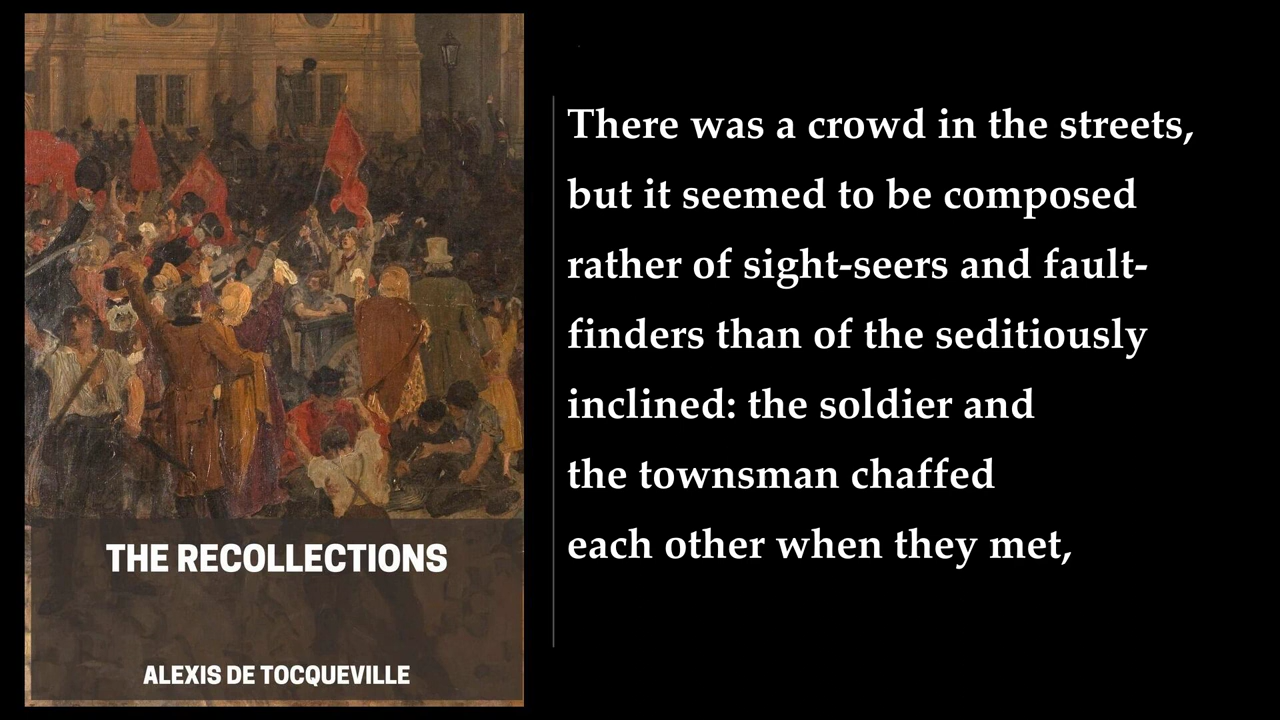 THE RECOLLECTIONS
ALEXIS DE TOCQUEVILLE
There was a crowd in the streets,
but it seemed to be composed
rather of sight-seers and fault-
finders than of the seditiously
inclined: the soldier and
the townsman chaffed
each other when they met,